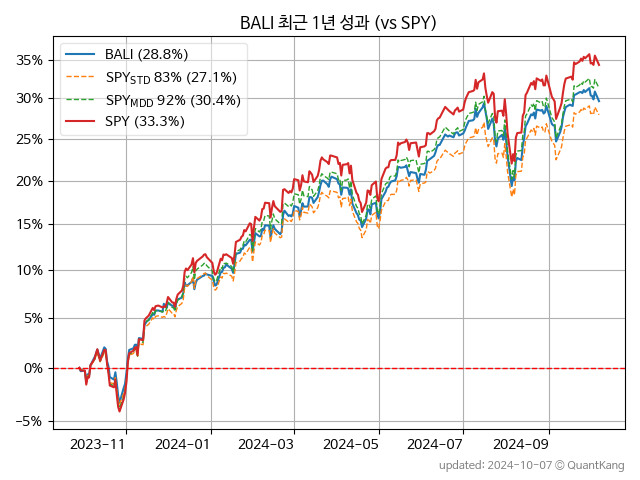 BALI 최근 1년 성과 (vs SPY)
BALI (28.8%)
SPY_STD 83% (27.1%)
SPY_MDD 92% (30.4%)
SPY (33.3%)
35%
30%
25%
20%
15%
10%
5%
0%
−5%
2023-11 2024-01 2024-03 2024-05 2024-07 2024-09
updated: 2024-10-07 © QuantKang